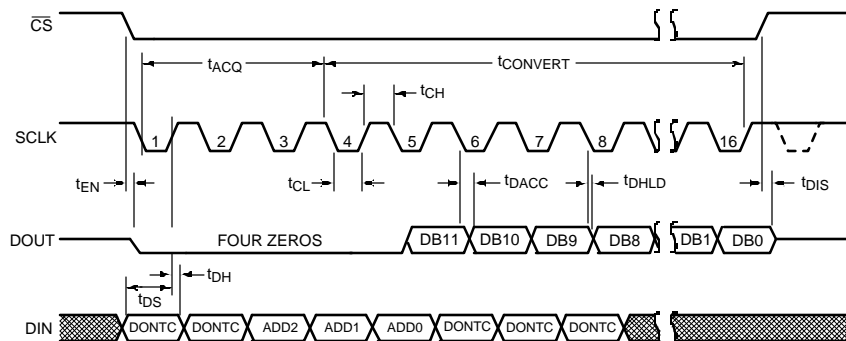 CS
tACQ
tCONVERT
tCH
SCLK
1 2 3 4 5 6 7 8 16
tEN
tCL
tDACC
tDHLD
tDIS
DOUT
FOUR ZEROS
DB11 DB10 DB9 DB8 DB1 DB0
tDH
tDS
DIN
DONTC DONTC ADD2 ADD1 ADD0 DONTC DONTC DONTC